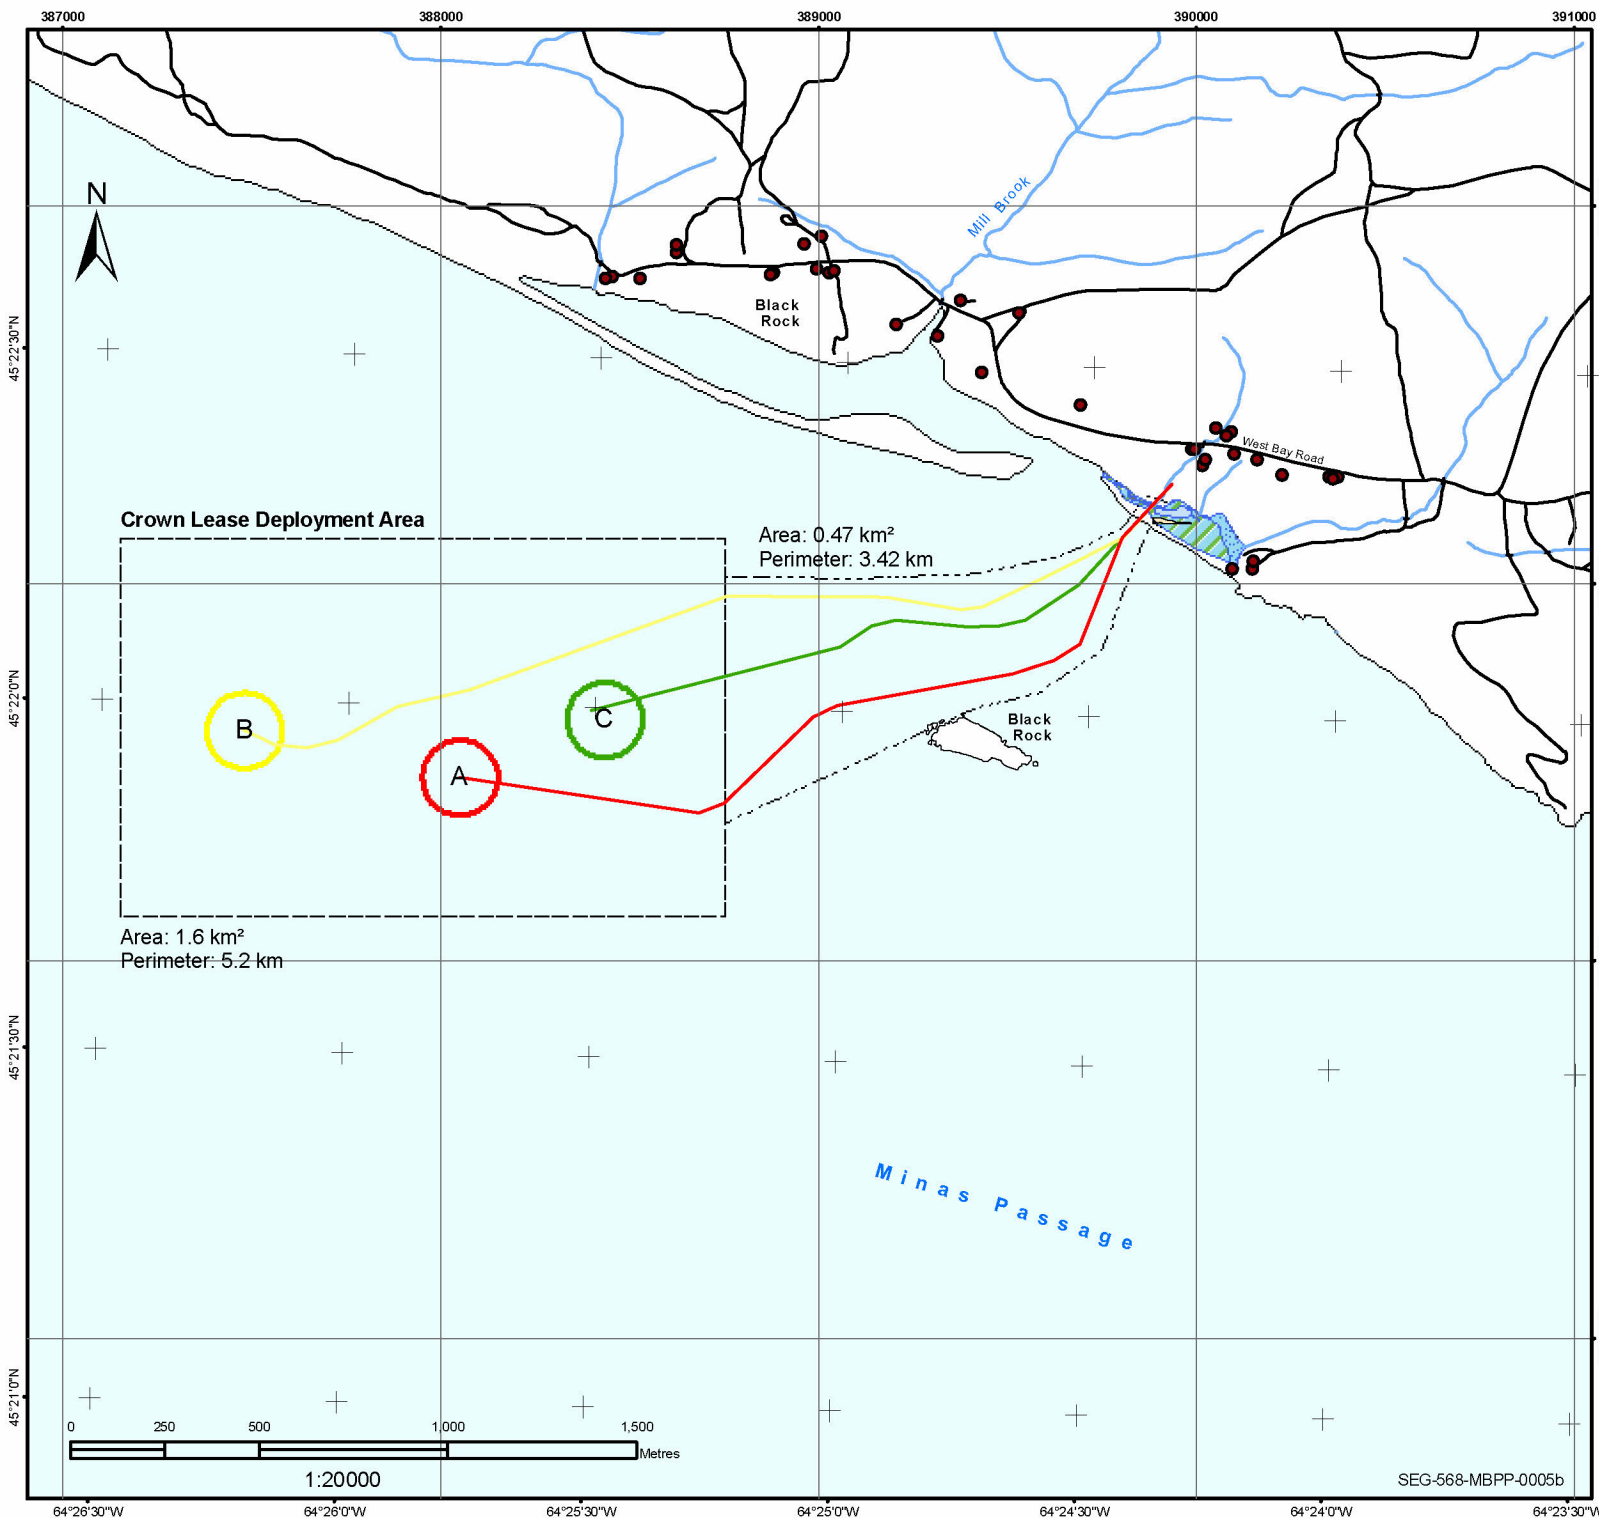 387000 388000 389000 390000 391000
N
Mill Brook
Black
Rock
45°22'30"N
West Bay Road
Crown Lease Deployment Area
Area: 0.47 km²
Perimeter: 3.42 km
45°22'0"N
B
C
A
Black
Rock
Area: 1.6 km²
Perimeter: 5.2 km
45°21'30"N
Minas Passage
45°21'0"N
0 250 500 1,000 1,500
Metres
1:20000
SEG-568-MBPP-0005b
64°26'30"W 64°26'0"W 64°25'30"W 64°25'0"W 64°24'30"W 64°24'0"W 64°23'30"W